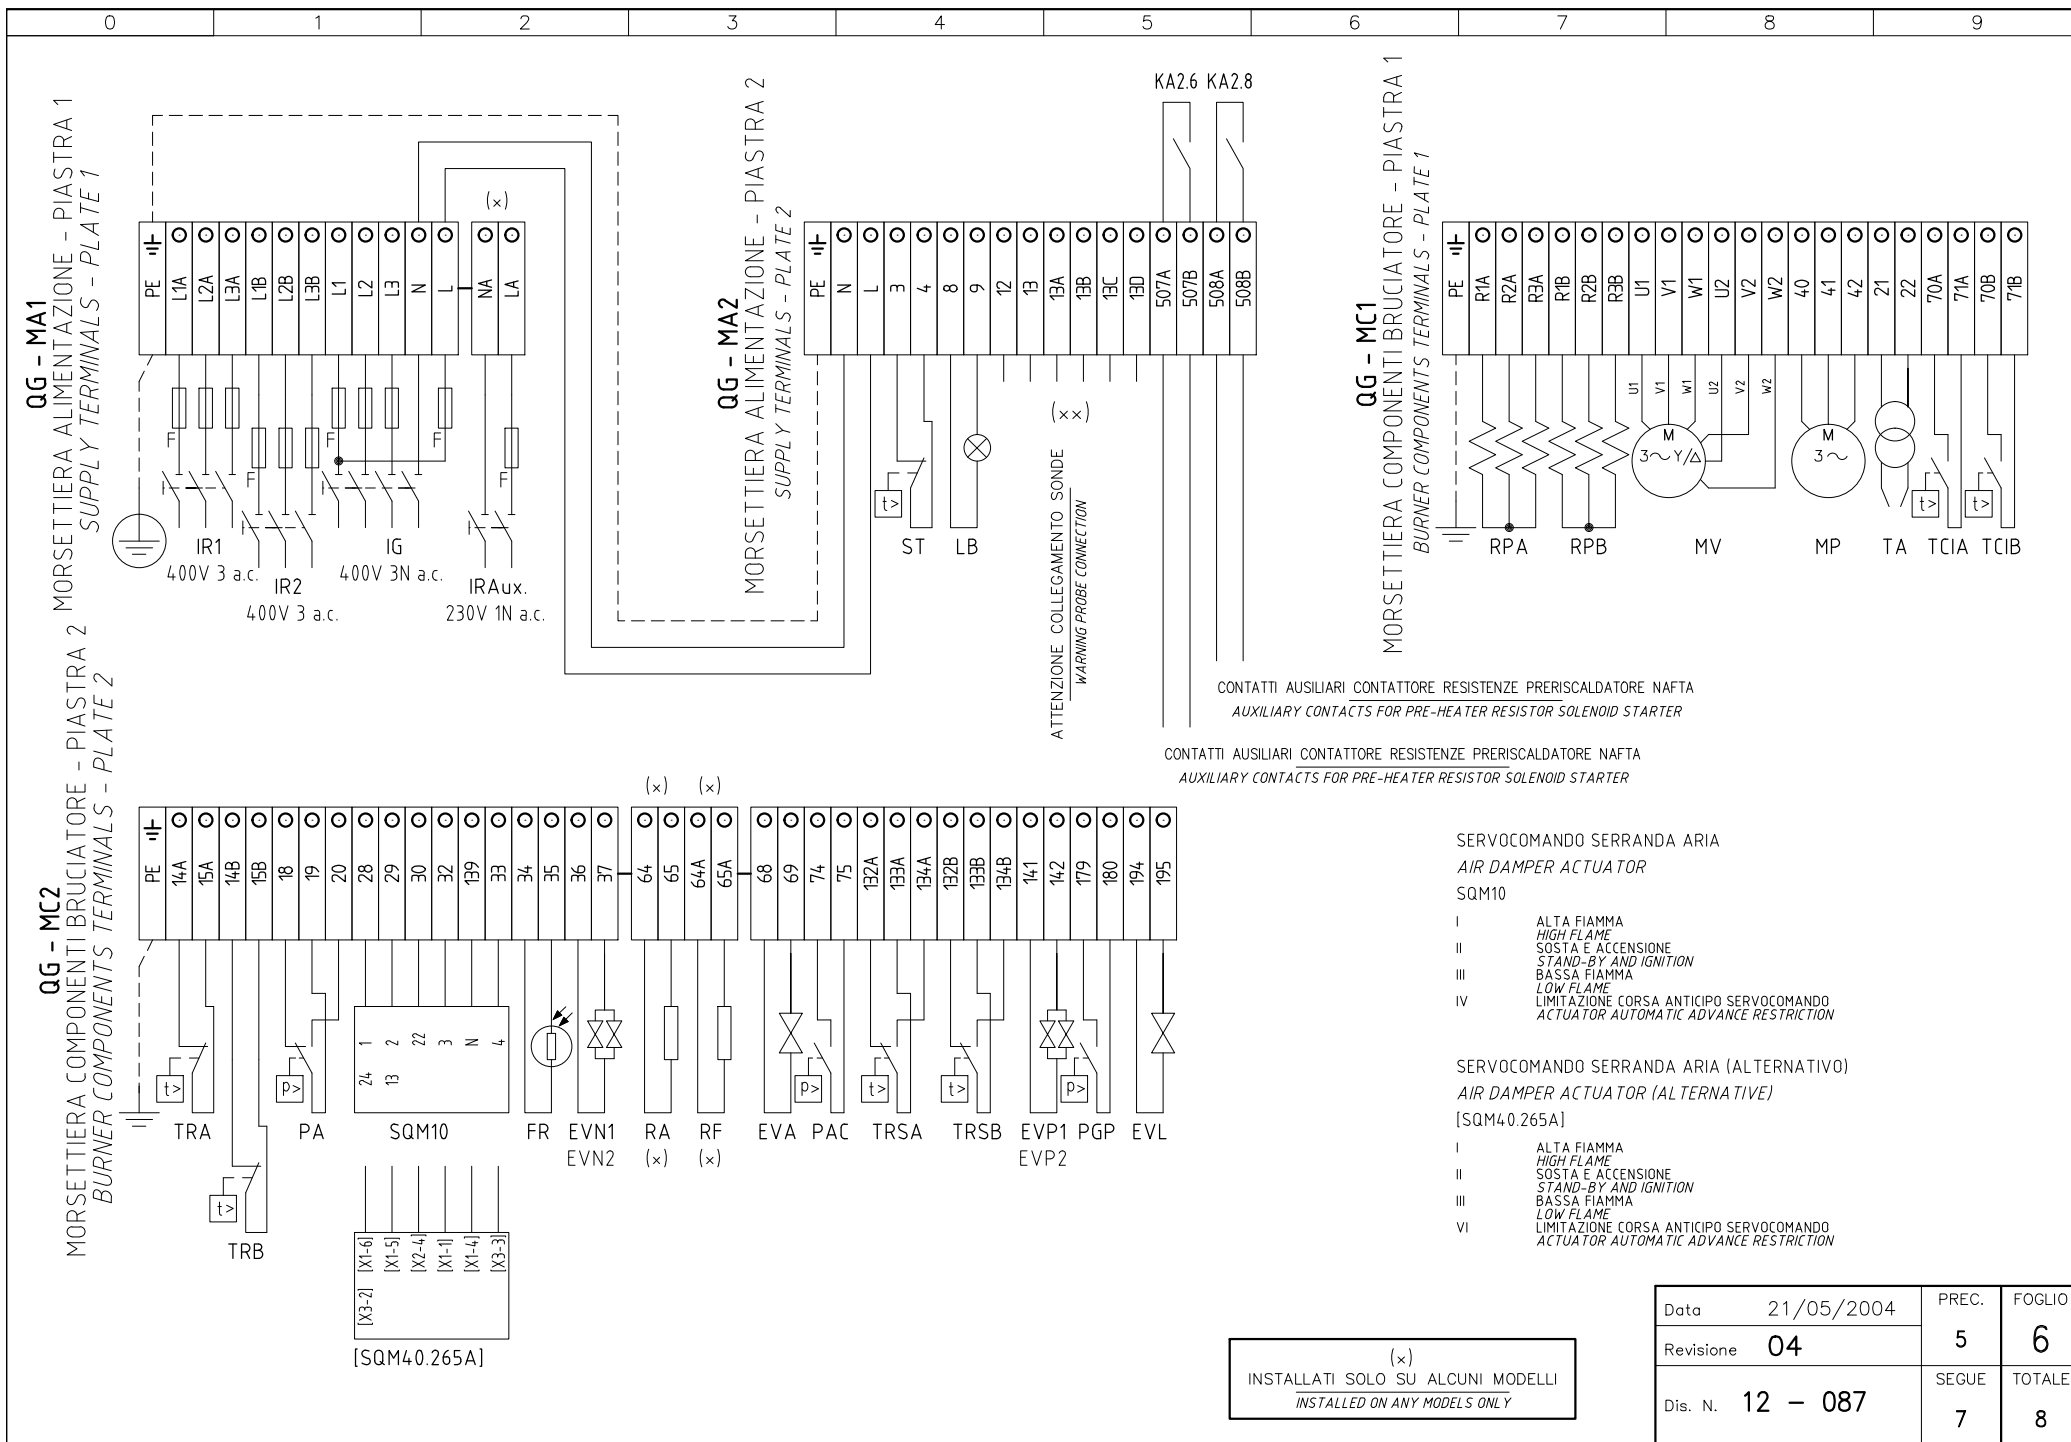 0 1 2 3 4 5 6 7 8 9
QG - MA1
MORSETTIERA ALIMENTAZIONE - PIASTRA 1
SUPPLY TERMINALS - PLATE 1
(x)
PE L1A L2A L3A L1B L2B L3B L1 L2 L3 N L NA LA
F F F F F
IR1
400V 3 a.c.
IR2
400V 3 a.c.
IG
400V 3N a.c.
IRAux.
230V 1N a.c.
QG - MA2
MORSETTIERA ALIMENTAZIONE - PIASTRA 2
SUPPLY TERMINALS - PLATE 2
KA2.6 KA2.8
PE N L 3 4 8 9 12 13 13A 13B 13C 13D 507A 507B 508A 508B
t>
ST LB
(xx)
ATTENZIONE COLLEGAMENTO SONDE
WARNING PROBE CONNECTION
CONTATTI AUSILIARI CONTATTORE RESISTENZE PRERISCALDATORE NAFTA
AUXILIARY CONTACTS FOR PRE-HEATER RESISTOR SOLENOID STARTER
CONTATTI AUSILIARI CONTATTORE RESISTENZE PRERISCALDATORE NAFTA
AUXILIARY CONTACTS FOR PRE-HEATER RESISTOR SOLENOID STARTER
QG - MC1
MORSETTIERA COMPONENTI BRUCIATORE - PIASTRA 1
BURNER COMPONENTS TERMINALS - PLATE 1
PE R1A R2A R3A R1B R2B R3B U1 V1 W1 U2 V2 W2 40 41 42 21 22 70A 71A 70B 71B
U1 V1 W1 U2 V2 W2
M
3~ Y/Δ
M
3~
t> t>
RPA RPB MV MP TA TCIA TCIB
QG - MC2
MORSETTIERA COMPONENTI BRUCIATORE - PIASTRA 2
BURNER COMPONENTS TERMINALS - PLATE 2
(x) (x)
PE 14A 15A 14B 15B 18 19 20 28 29 30 32 139 33 34 35 36 37 64 65 64A 65A 68 69 74 75 132A 133A 134A 132B 133B 134B 141 142 179 180 194 195
1 2 22 3 N 4
24 13
t> p> p> t> t> p>
TRA PA SQM10 FR EVN1 RA RF EVA PAC TRSA TRSB EVP1 PGP EVL
EVN2 (x) (x) EVP2
t>
TRB
[X1-6] [X1-5] [X2-4] [X1-1] [X1-4] [X3-3]
[X3-2]
[SQM40.265A]
SERVOCOMANDO SERRANDA ARIA
AIR DAMPER ACTUATOR
SQM10
I ALTA FIAMMA
HIGH FLAME
II SOSTA E ACCENSIONE
STAND-BY AND IGNITION
III BASSA FIAMMA
LOW FLAME
IV LIMITAZIONE CORSA ANTICIPO SERVOCOMANDO
ACTUATOR AUTOMATIC ADVANCE RESTRICTION
SERVOCOMANDO SERRANDA ARIA (ALTERNATIVO)
AIR DAMPER ACTUATOR (ALTERNATIVE)
[SQM40.265A]
I ALTA FIAMMA
HIGH FLAME
II SOSTA E ACCENSIONE
STAND-BY AND IGNITION
III BASSA FIAMMA
LOW FLAME
VI LIMITAZIONE CORSA ANTICIPO SERVOCOMANDO
ACTUATOR AUTOMATIC ADVANCE RESTRICTION
(x)
INSTALLATI SOLO SU ALCUNI MODELLI
INSTALLED ON ANY MODELS ONLY
Data 21/05/2004
Revisione 04
Dis. N. 12 - 087
PREC.
5
FOGLIO
6
SEGUE
7
TOTALE
8